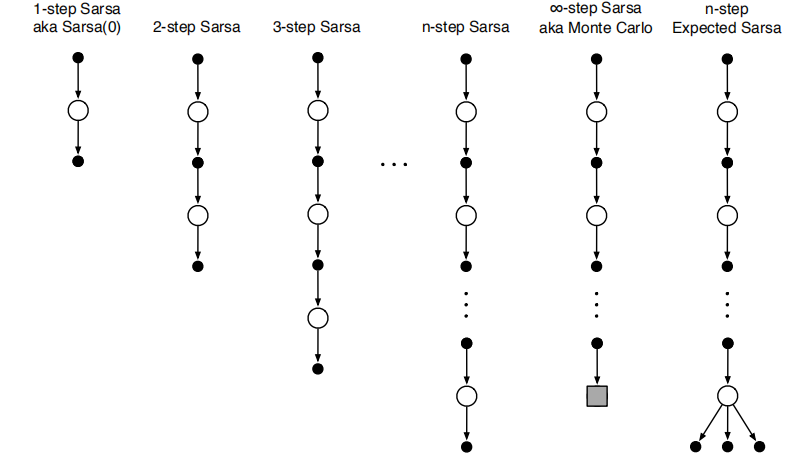 1-step Sarsa
aka Sarsa(0)
2-step Sarsa
3-step Sarsa
n-step Sarsa
∞-step Sarsa
aka Monte Carlo
n-step
Expected Sarsa